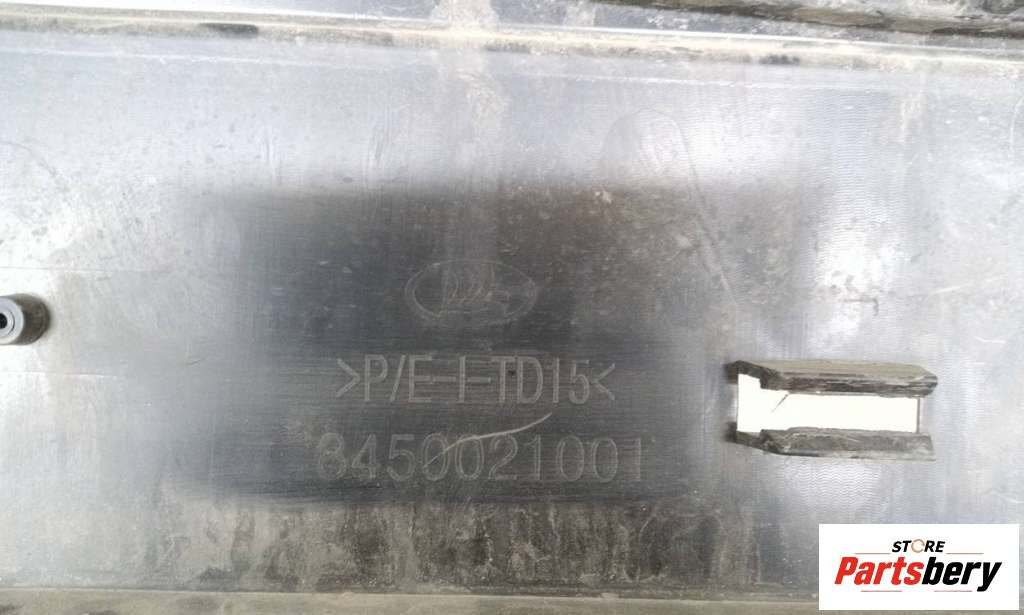 >P/E-I-TD15<
8450021001
STORE
Partsbery